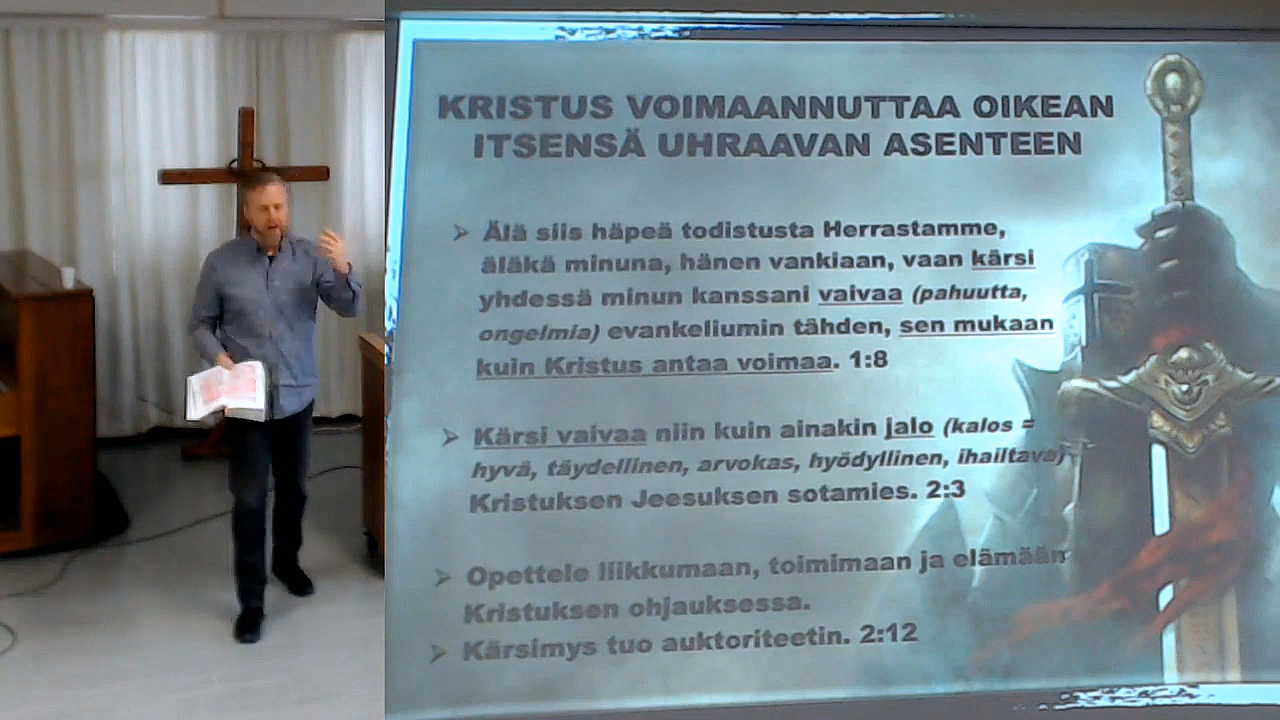 KRISTUS VOIMAANNUTTAA OIKEAN
ITSENSÄ UHRAAVAN ASENTEEN
➢ Älä siis häpeä todistusta Herrastamme,
äläkä minuna, hänen vankiaan, vaan kärsi
yhdessä minun kanssani vaivaa (pahuutta,
ongelmia) evankeliumin tähden, sen mukaan
kuin Kristus antaa voimaa. 1:8
➢ Kärsi vaivaa niin kuin ainakin jalo (kalos =
hyvä, täydellinen, arvokas, hyödyllinen, ihailtava)
Kristuksen Jeesuksen sotamies. 2:3
➢ Opettele liikkumaan, toimimaan ja elämään
Kristuksen ohjauksessa.
➢ Kärsimys tuo auktoriteetin. 2:12